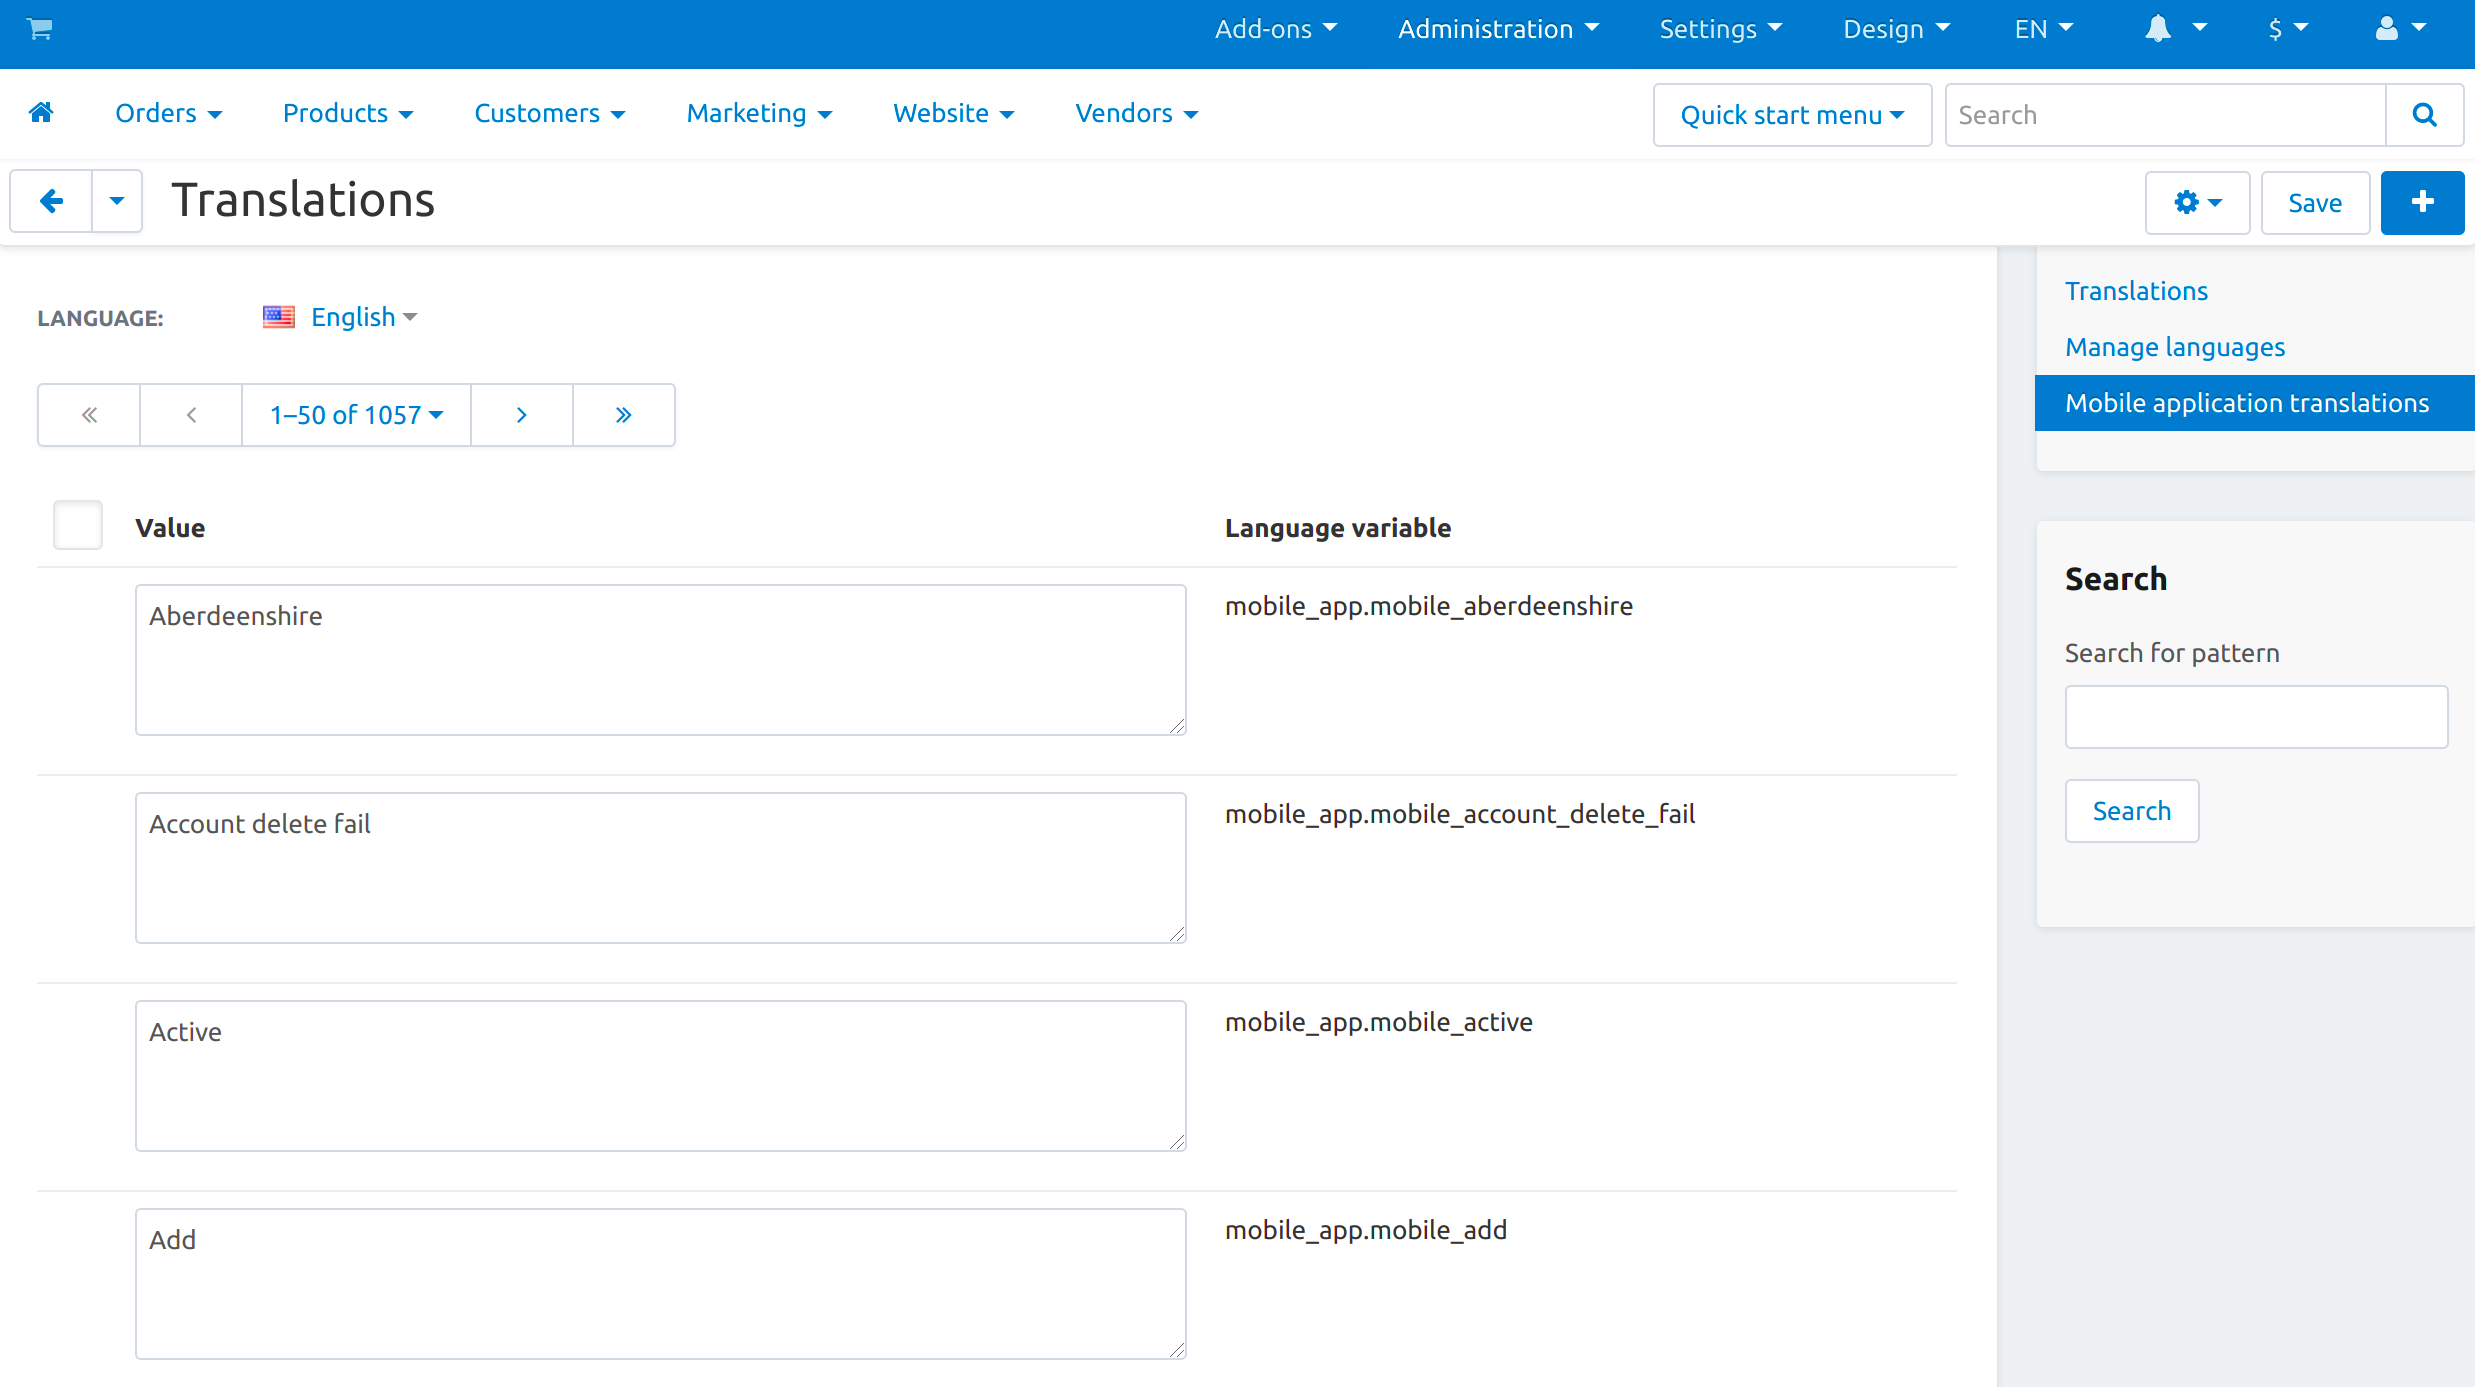 Add-ons Administration Settings Design EN $
Orders Products Customers Marketing Website Vendors Quick start menu Search
Translations Save
Translations
LANGUAGE: English
Manage languages
Mobile application translations
« ‹ 1–50 of 1057 › »
Value Language variable
Search
Aberdeenshire mobile_app.mobile_aberdeenshire
Search for pattern
Account delete fail mobile_app.mobile_account_delete_fail
Search
Active mobile_app.mobile_active
Add mobile_app.mobile_add